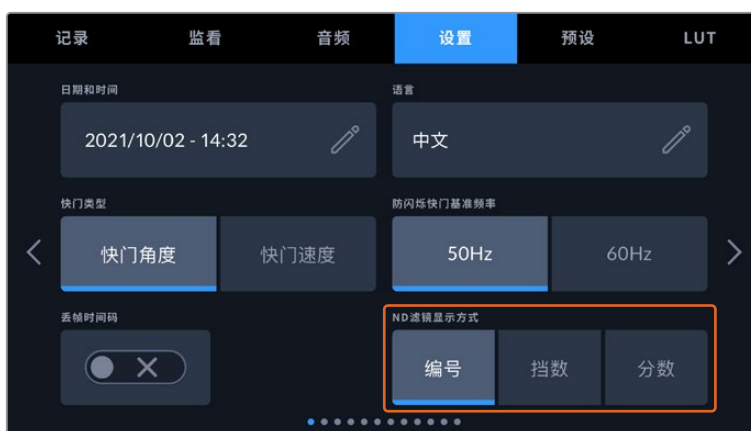 记录 监看 音频 设置 预设 LUT
日期和时间 语言
2021/10/02 - 14:32 中文
快门类型 防闪烁快门基准频率
快门角度 快门速度 50Hz 60Hz
丢帧时间码 ND滤镜显示方式
编号 挡数 分数